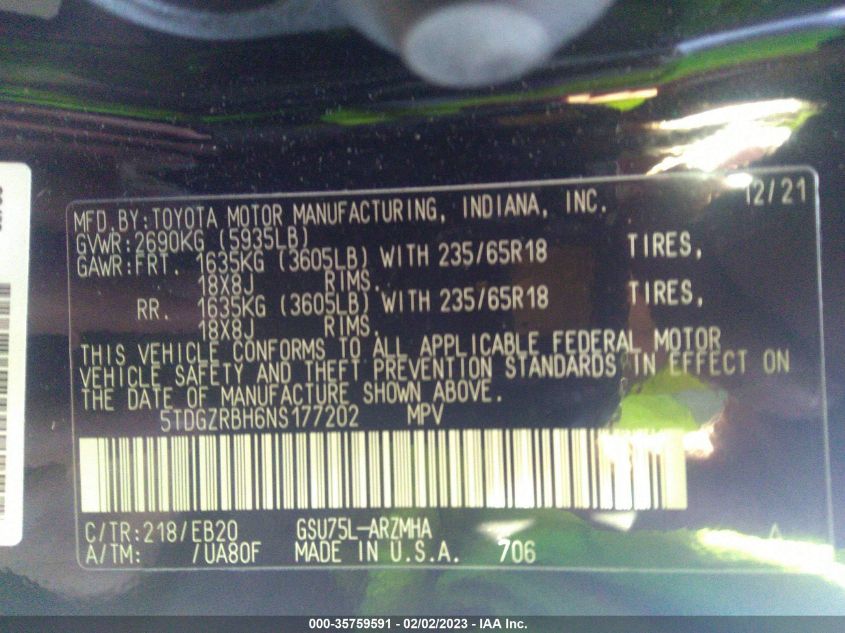 MFD.BY:TOYOTA MOTOR MANUFACTURING, INDIANA, INC. 12/21
GVWR:2690KG (5935LB)
GAWR:FRT. 1635KG (3605LB) WITH 235/65R18 TIRES,
18X8J RIMS.
RR. 1635KG (3605LB) WITH 235/65R18 TIRES,
18X8J RIMS.
THIS VEHICLE CONFORMS TO ALL APPLICABLE FEDERAL MOTOR
VEHICLE SAFETY AND THEFT PREVENTION STANDARDS IN EFFECT ON
THE DATE OF MANUFACTURE SHOWN ABOVE.
5TDGZRBH6NS177202 MPV
C/TR:218/EB20 GSU75L-ARZMHA A
A/TM: /UA80F MADE IN U.S.A. 706
000-35759591 - 02/02/2023 - IAA Inc.